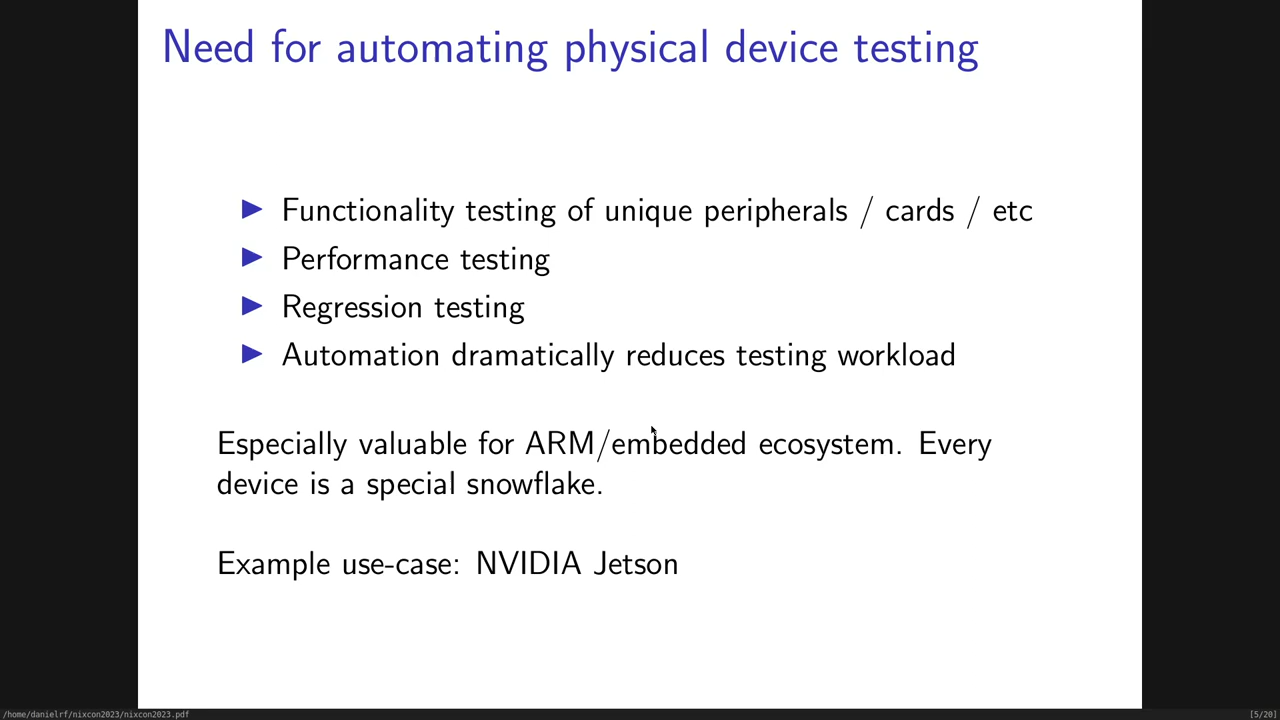 Need for automating physical device testing
▶ Functionality testing of unique peripherals / cards / etc
▶ Performance testing
▶ Regression testing
▶ Automation dramatically reduces testing workload
Especially valuable for ARM/embedded ecosystem. Every
device is a special snowflake.
Example use-case: NVIDIA Jetson
/home/danielrf/nixcon2023/nixcon2023.pdf
[5/20]